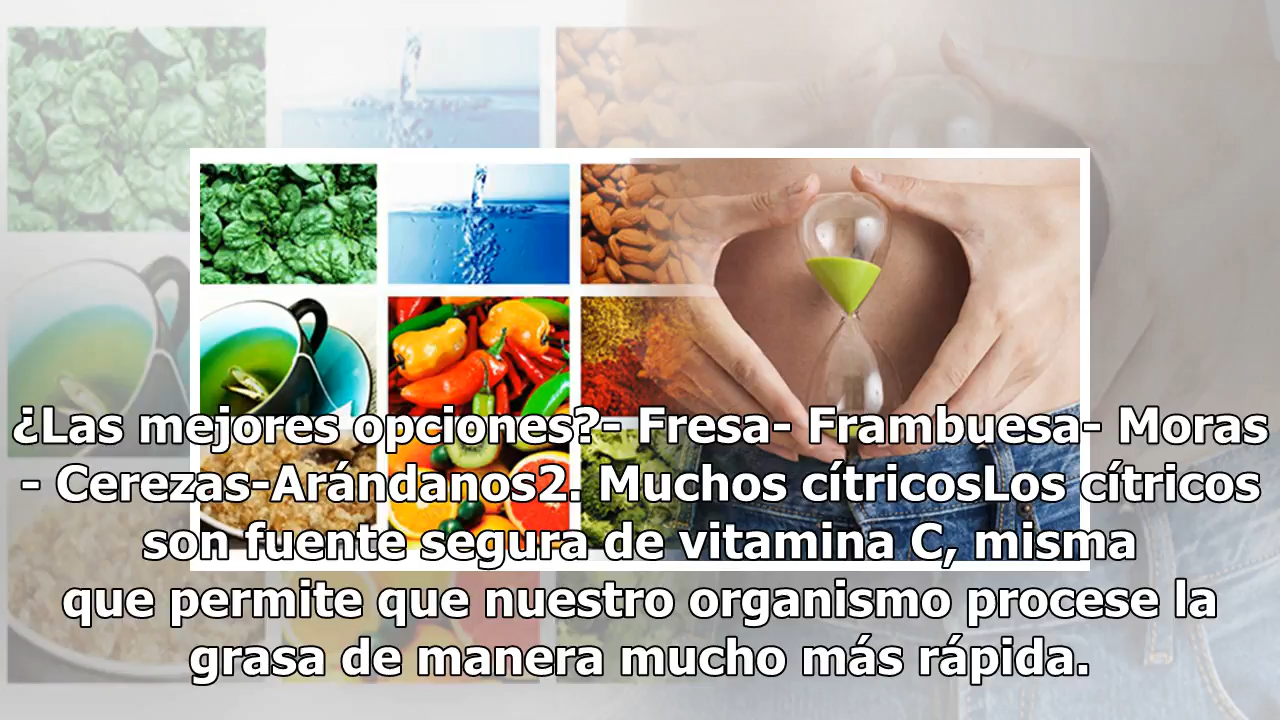 ¿Las mejores opciones?- Fresa- Frambuesa- Moras
- Cerezas-Arándanos2. Muchos cítricosLos cítricos
son fuente segura de vitamina C, misma
que permite que nuestro organismo procese la
grasa de manera mucho más rápida.